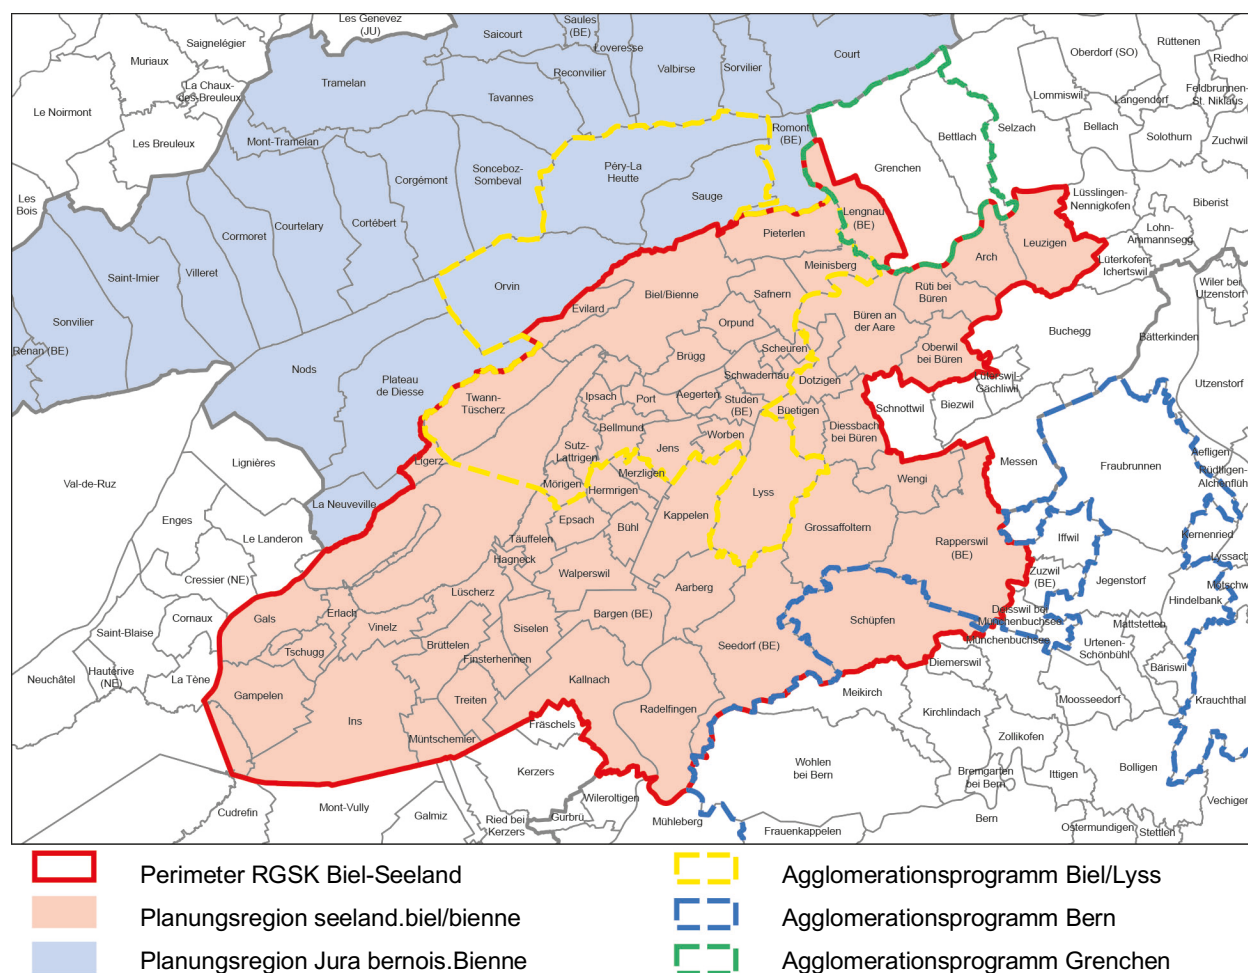 Les Genevez
(JU)
Saules
(BE)
Saicourt
Loveresse
Court
Rüttenen
Oberdorf (SO)
Saignelégier
Muriaux
Valbirse
Sorvilier
Riedhol
Reconvilier
Tramelan
La Chaux-
des-Breuleux
Tavannes
Lommiswil
Langendorf
Feldbrunnen-
St. Niklaus
Le Noirmont
Romont
(BE)
Bettlach
Selzach
Bellach
Solothurn
Zuchwil
Les Breuleux
Mont-Tramelan
Sonceboz-
Sombeval
Péry-La
Heutte
Grenchen
Corgémont
Les
Bois
Sauge
Lüsslingen-
Nennigkofen
Biberist
Cortébert
Courtelary
Cormoret
Lengnau
(BE)
Pieterlen
Leuzigen
Lohn-
Ammannsegg
Arch
Lüterkofen-
Ichertswil
Saint-Imier
Villeret
Meinisberg
Orvin
Biel/Bienne
Safnern
Rüti bei
Büren
Wiler bei
Utzenstorf
Evilard
Sonvilier
Orpund
Büren an
der Aare
Buchegg
Bätterkinden
Renan (BE)
Nods
Brügg
Scheuren
Oberwil
bei Büren
Plateau
de Diesse
Schwadernau
Dotzigen
Lüterswil-
Gächliwil
Utzenstorf
Twann-
Tüscherz
Ipsach
Port
Aegerten
Studen
(BE)
Büetigen
Schnottwil
Biezwil
Bellmund
Diessbach
bei Büren
Worben
Sutz-
Lattrigen
Jens
Lignières
Ligerz
Merzligen
Messen
Fraubrunnen
Aefligen
Rüdtligen-
Alchenflüh
Val-de-Ruz
Mörigen
Hermrigen
Lyss
Wengi
La Neuveville
Kappelen
Enges
Epsach
Bühl
Grossaffoltern
Le Landeron
Täuffelen
Rapperswil
(BE)
Iffwil
Kernenried
Hagneck
Lyssach
Cressier (NE)
Walperswil
Zuzwil
(BE)
Jegenstorf
Lüscherz
Aarberg
Mötschwil
Hindelbank
Erlach
Bargen (BE)
Cornaux
Gals
Vinelz
Siselen
Schüpfen
Deisswil bei
Münchenbuchsee
Mattstetten
Saint-Blaise
Tschugg
Brüttelen
Seedorf (BE)
Münchenbuchsee
Urtenen-
Schönbühl
Finsterhennen
Diemerswil
Bäriswil
Hauterive
(NE)
Neuchâtel
La Tène
Kallnach
Gampelen
Treiten
Meikirch
Moosseedorf
Krauchthal
Radelfingen
Kirchlindach
Ins
Fräschels
Müntschemier
Zollikofen
Wohlen
bei Bern
Bolligen
Kerzers
Bremgarten
bei Bern
Ittigen
Wileroltigen
Vechigen
Cudrefin
Mont-Vully
Galmiz
Ried bei
Kerzers
Gurbrü
Mühleberg
Bern
Frauenkappelen
Ostermundigen
Stettlen
Perimeter RGSK Biel-Seeland
Agglomerationsprogramm Biel/Lyss
Planungsregion seeland.biel/bienne
Agglomerationsprogramm Bern
Planungsregion Jura bernois.Bienne
Agglomerationsprogramm Grenchen